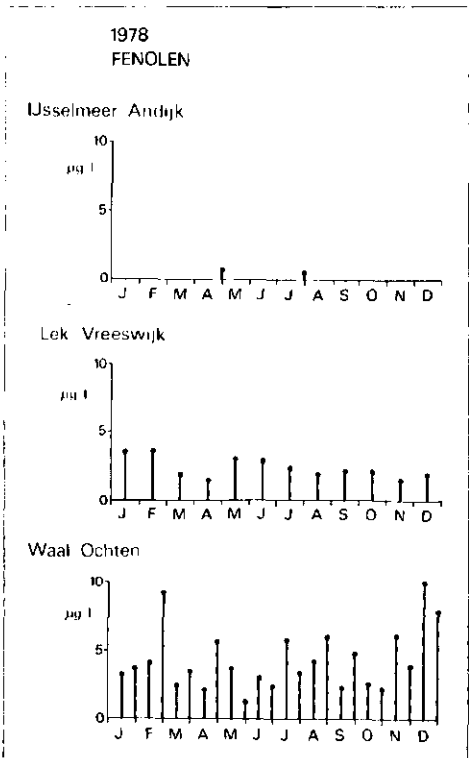 1978
FENOLEN
IJsselmeer Andijk
10
µg l
5
0
J F M A M J J A S O N D
Lek Vreeswijk
10
µg l
5
0
J F M A M J J A S O N D
Waal Ochten
10
µg l
5
0
J F M A M J J A S O N D